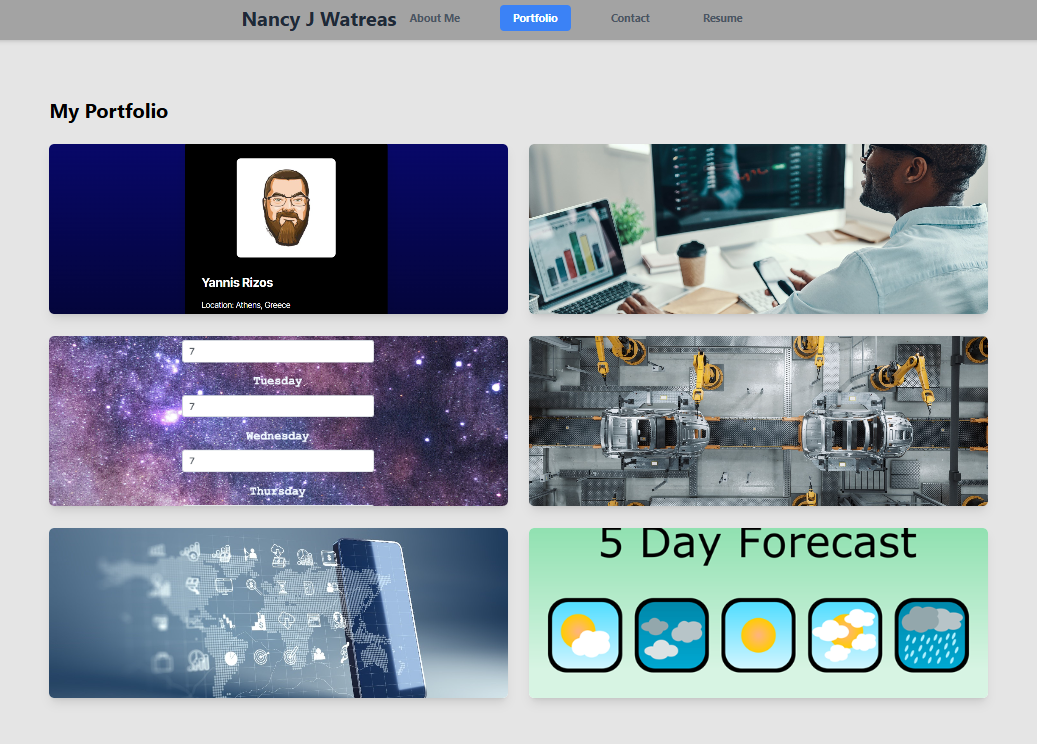 Nancy J Watreas About Me Portfolio Contact Resume
My Portfolio
Yannis Rizos
Location: Athens, Greece
7
Tuesday
7
Wednesday
7
Thursday
5 Day Forecast